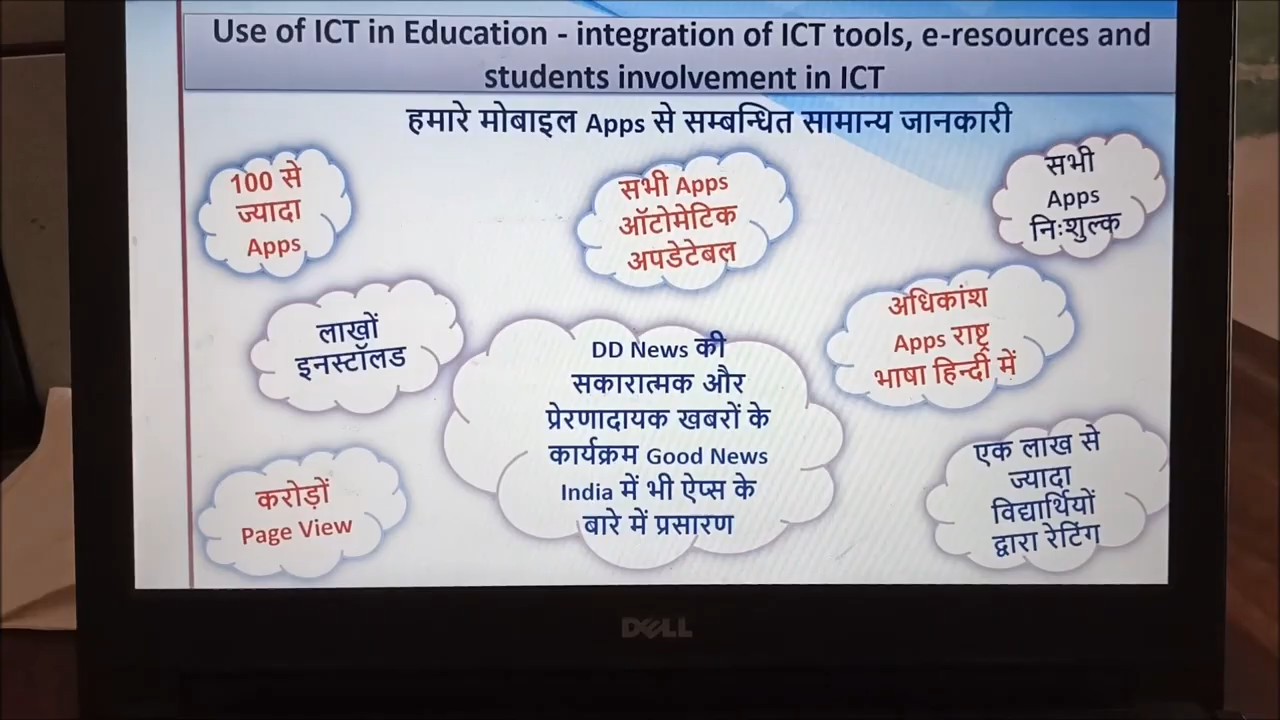 Use of ICT in Education - integration of ICT tools, e-resources and
students involvement in ICT
हमारे मोबाइल Apps से सम्बन्धित सामान्य जानकारी
100 से
ज्यादा
Apps
सभी Apps
ऑटोमेटिक
अपडेटेबल
सभी
Apps
निःशुल्क
लाखों
इनस्टॉलड
DD News की
सकारात्मक और
प्रेरणादायक खबरों के
कार्यक्रम Good News
India में भी ऐप्स के
बारे में प्रसारण
अधिकांश
Apps राष्ट्र
भाषा हिन्दी में
करोड़ों
Page View
एक लाख से
ज्यादा
विद्यार्थियों
द्वारा रेटिंग
DELL